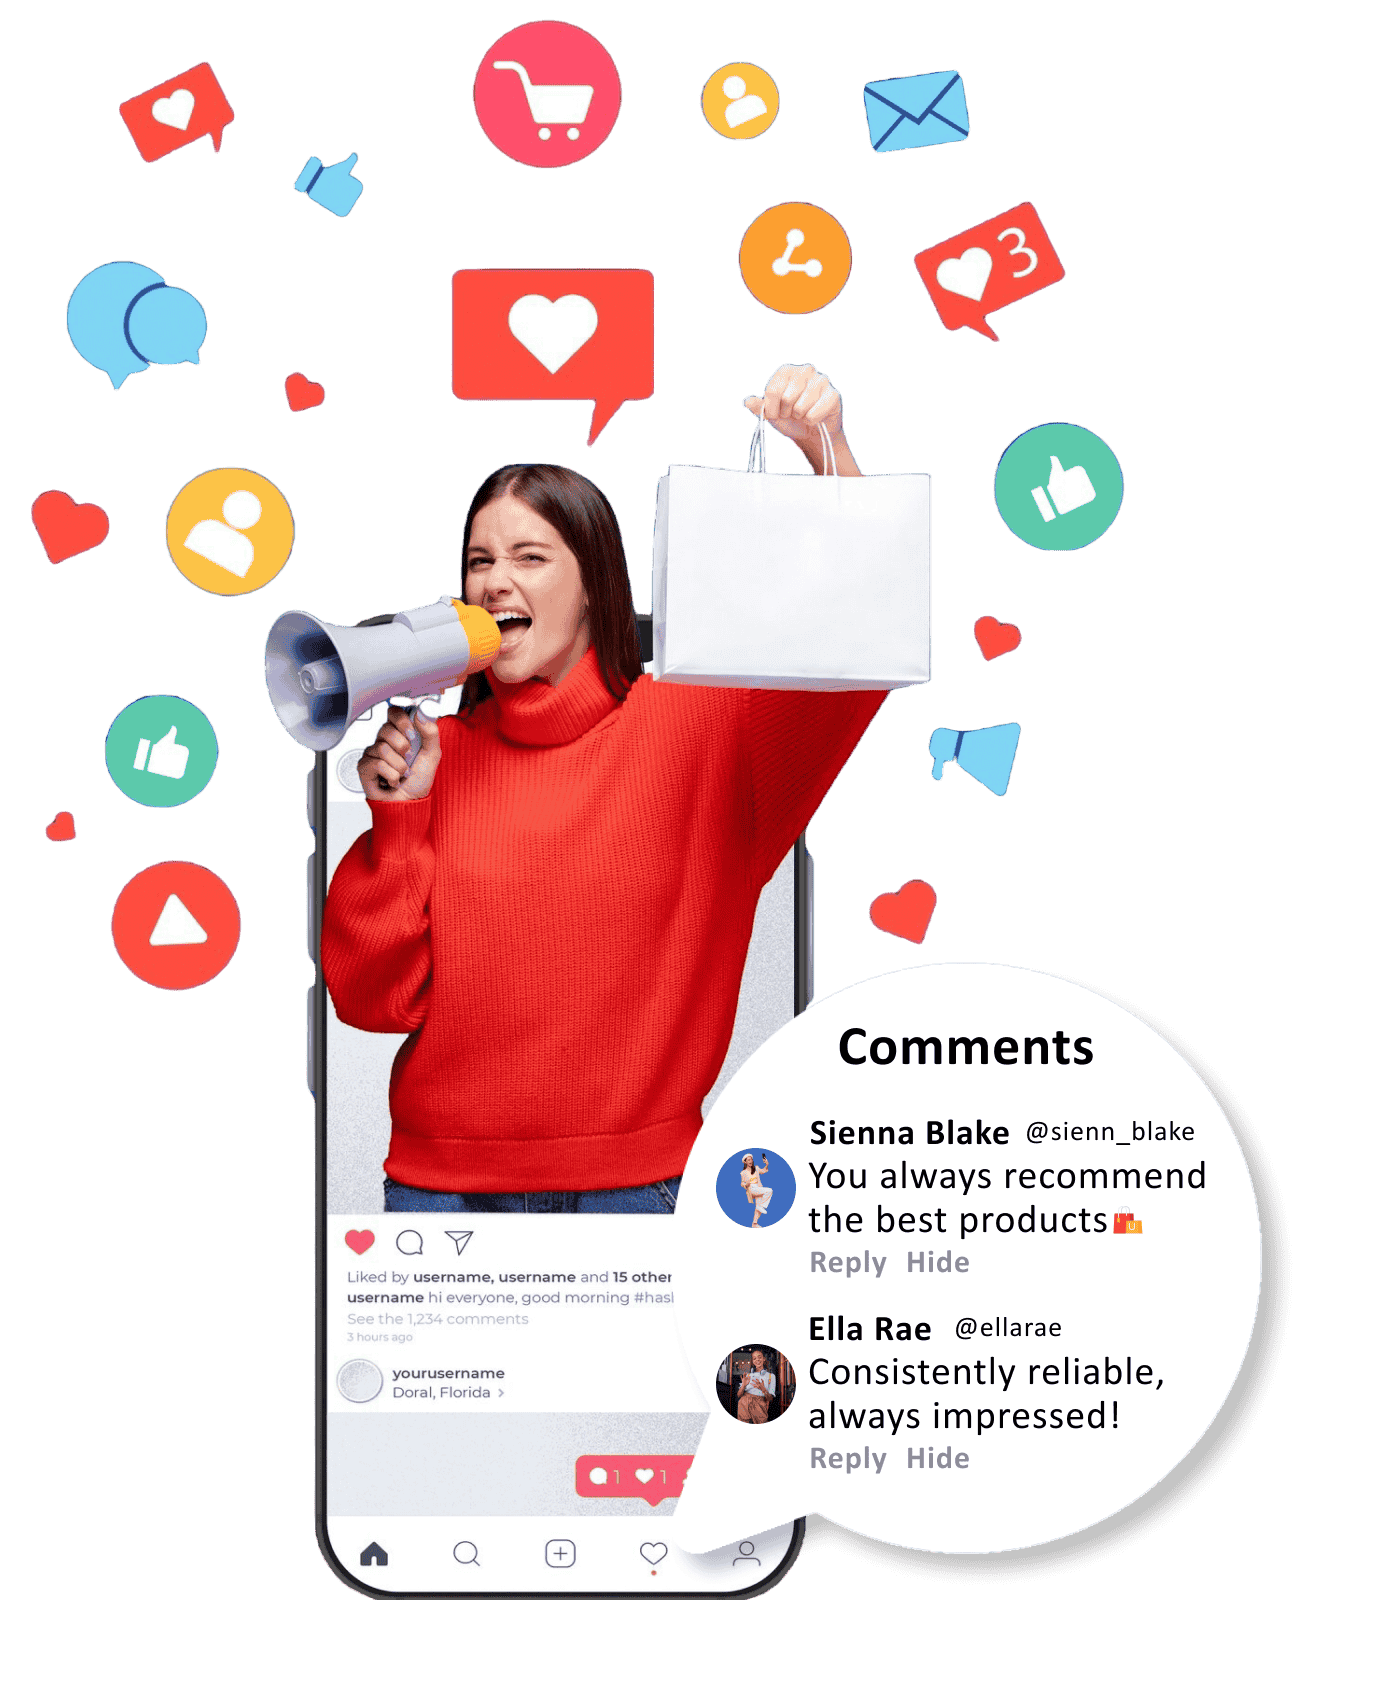 3
Liked by username, username and 15 other
username hi everyone, good morning #hasl
See the 1,234 comments
3 hours ago
yourusername
Doral, Florida >
1 1
Comments
Sienna Blake @sienn_blake
You always recommend
the best products🛍️
Reply Hide
Ella Rae @ellarae
Consistently reliable,
always impressed!
Reply Hide